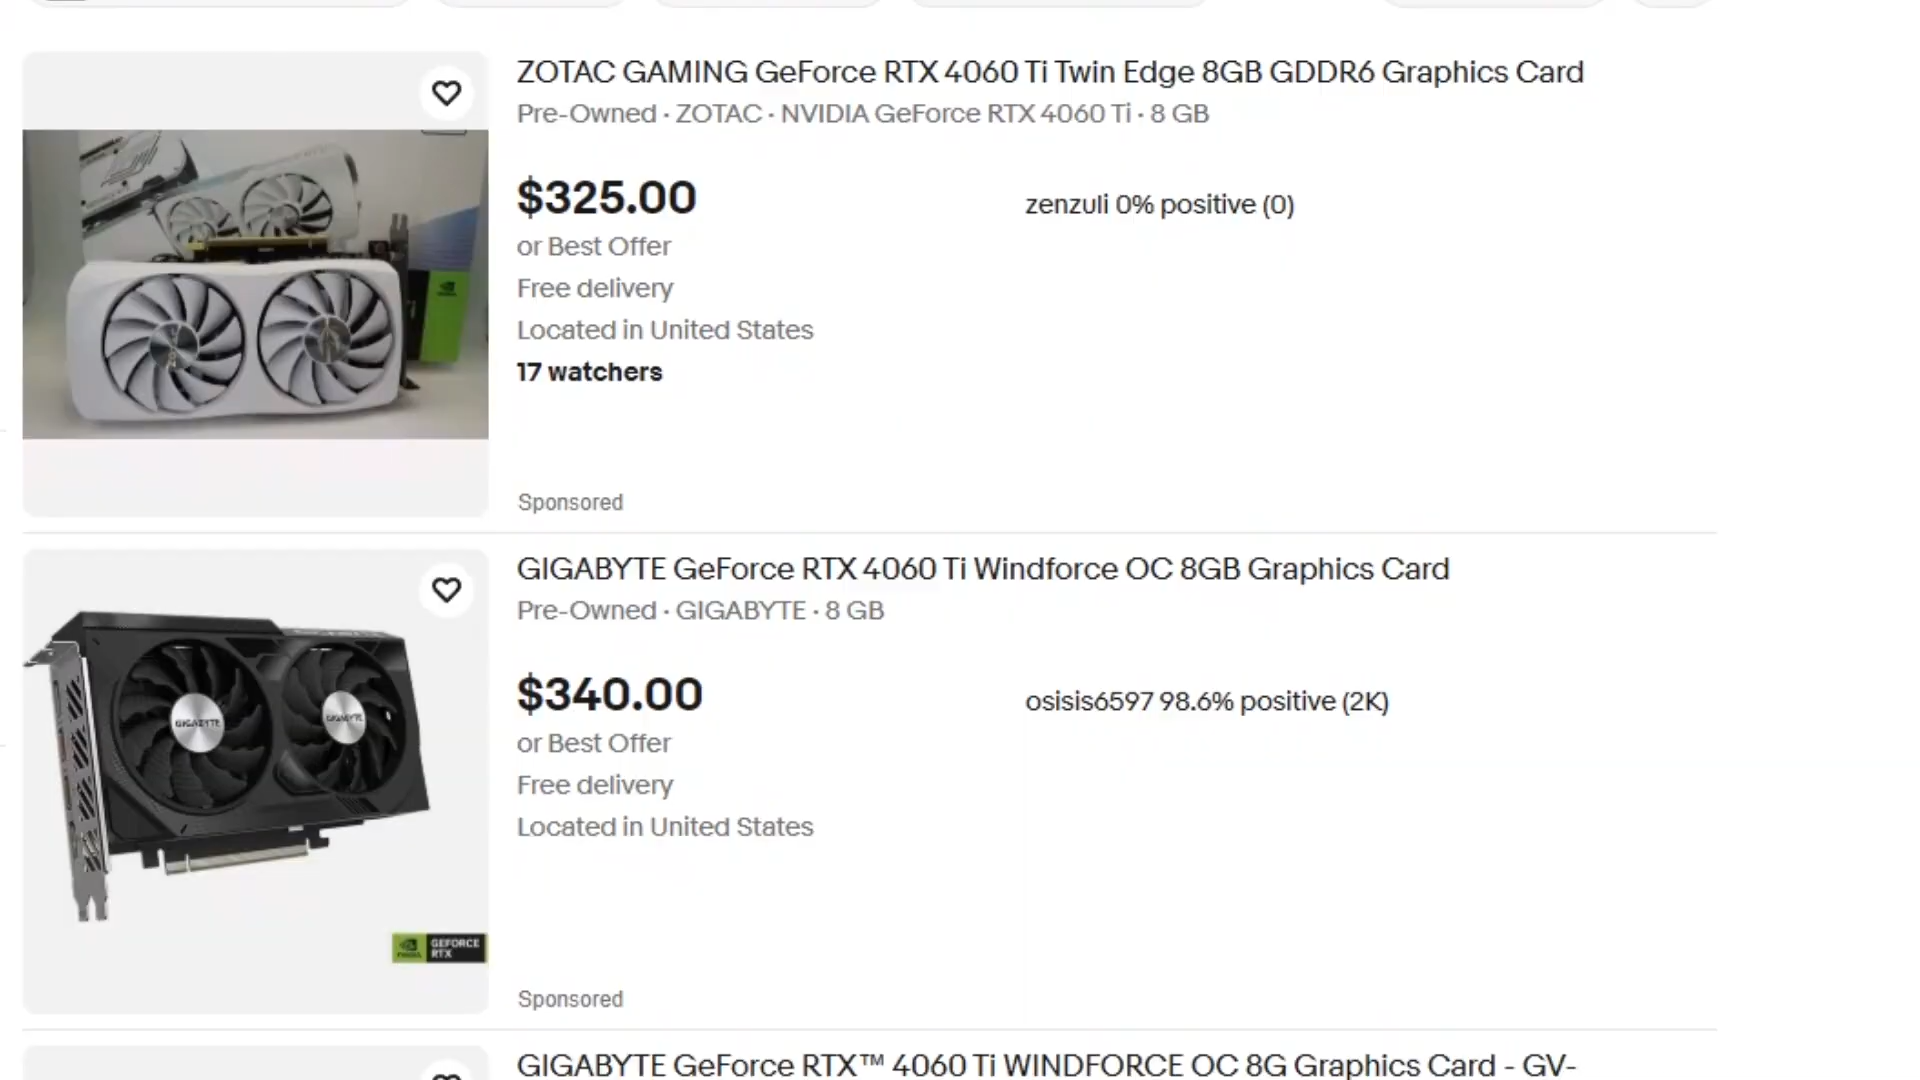 ZOTAC GAMING GeForce RTX 4060 Ti Twin Edge 8GB GDDR6 Graphics Card
Pre-Owned · ZOTAC · NVIDIA GeForce RTX 4060 Ti · 8 GB
$325.00
zenzuli 0% positive (0)
or Best Offer
Free delivery
Located in United States
17 watchers
Sponsored
GIGABYTE GeForce RTX 4060 Ti Windforce OC 8GB Graphics Card
Pre-Owned · GIGABYTE · 8 GB
$340.00
osisis6597 98.6% positive (2K)
or Best Offer
Free delivery
Located in United States
GIGABYTE
GIGABYTE
GEFORCE
RTX
Sponsored
GIGABYTE GeForce RTX™ 4060 Ti WINDFORCE OC 8G Graphics Card - GV-